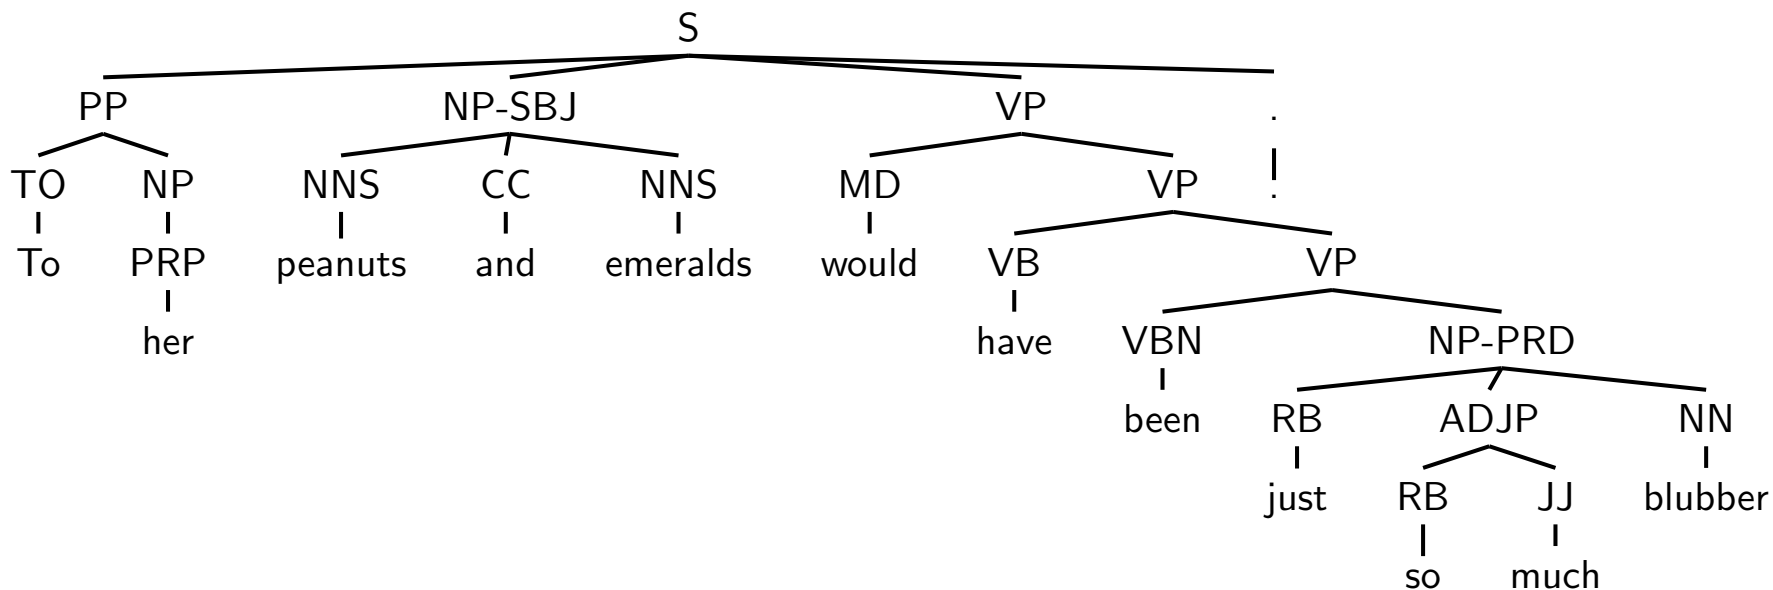 S
PP NP-SBJ VP .
TO NP NNS CC NNS MD VP .
To PRP peanuts and emeralds would VB VP
her have VBN NP-PRD
been RB ADJP NN
just RB JJ blubber
so much